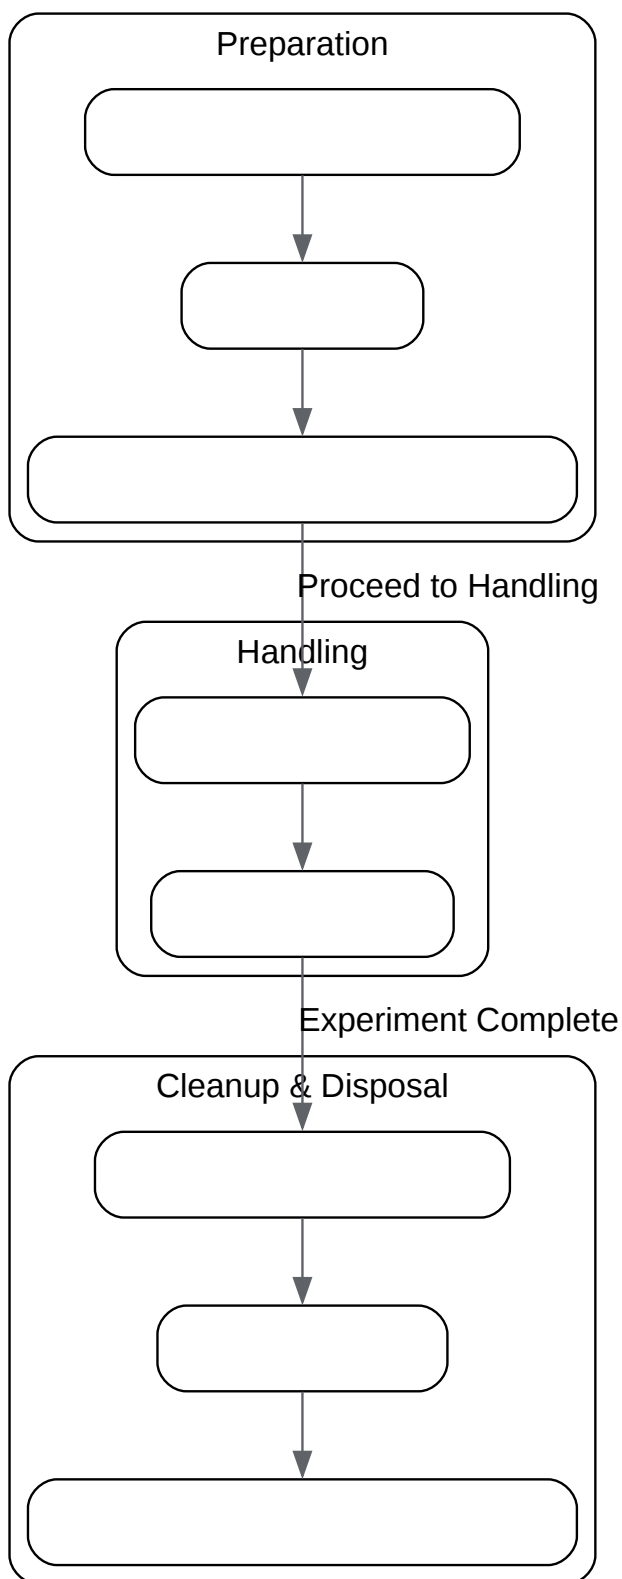 Preparation
Proceed to Handling
Handling
Experiment Complete
Cleanup & Disposal